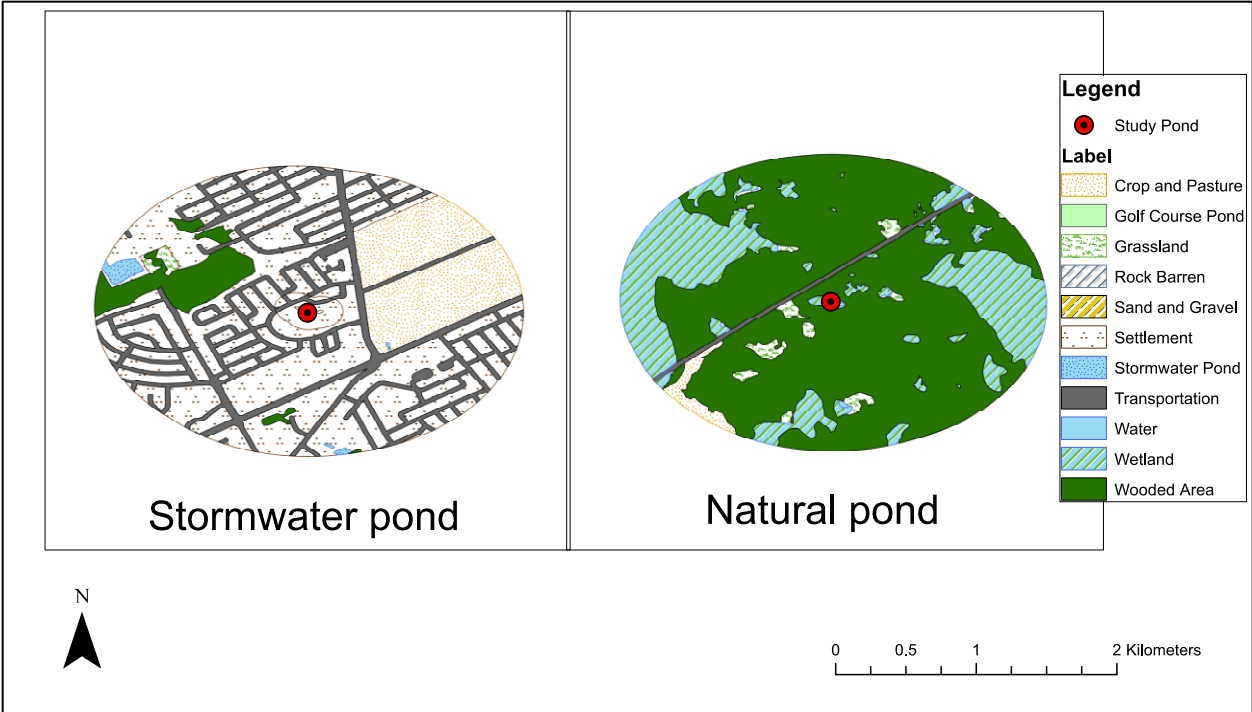 Legend
Study Pond
Label
Crop and Pasture
Golf Course Pond
Grassland
Rock Barren
Sand and Gravel
Settlement
Stormwater Pond
Transportation
Water
Wetland
Wooded Area
Stormwater pond
Natural pond
N
0 0.5 1 2 Kilometers